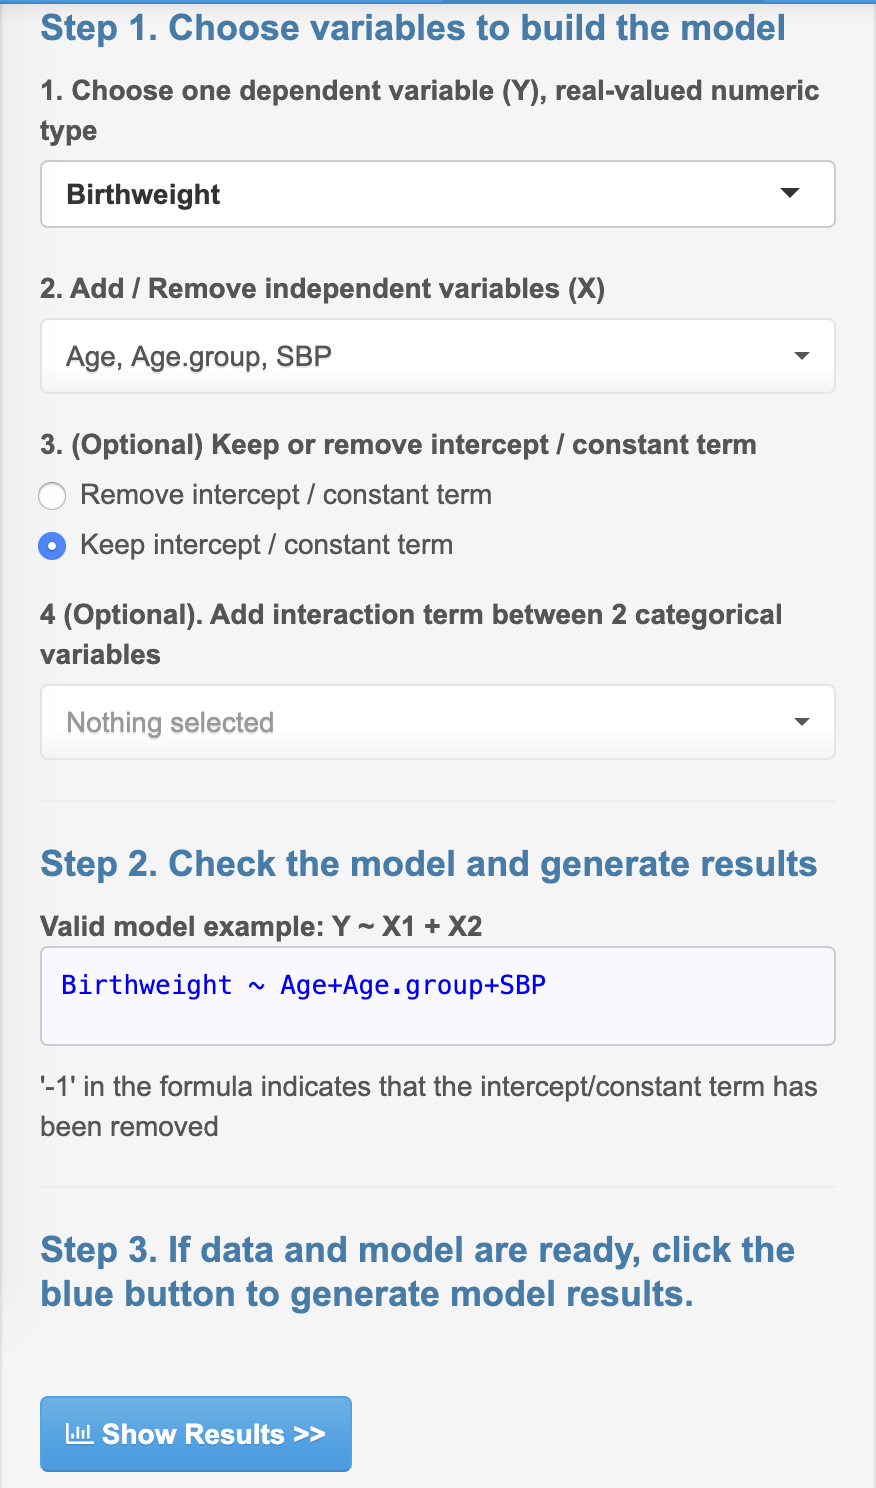 Step 1. Choose variables to build the model
1. Choose one dependent variable (Y), real-valued numeric
type
Birthweight
2. Add / Remove independent variables (X)
Age, Age.group, SBP
3. (Optional) Keep or remove intercept / constant term
Remove intercept / constant term
Keep intercept / constant term
4 (Optional). Add interaction term between 2 categorical
variables
Nothing selected
Step 2. Check the model and generate results
Valid model example: Y ~ X1 + X2
Birthweight ~ Age+Age.group+SBP
'-1' in the formula indicates that the intercept/constant term has
been removed
Step 3. If data and model are ready, click the
blue button to generate model results.
Show Results >>